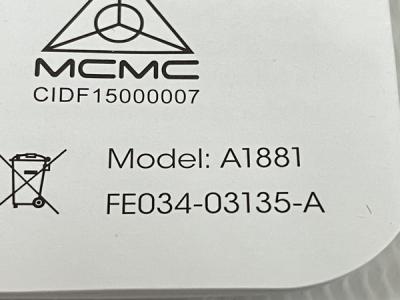 MCMC
CIDF15000007
Model: A1881
FE034-03135-A